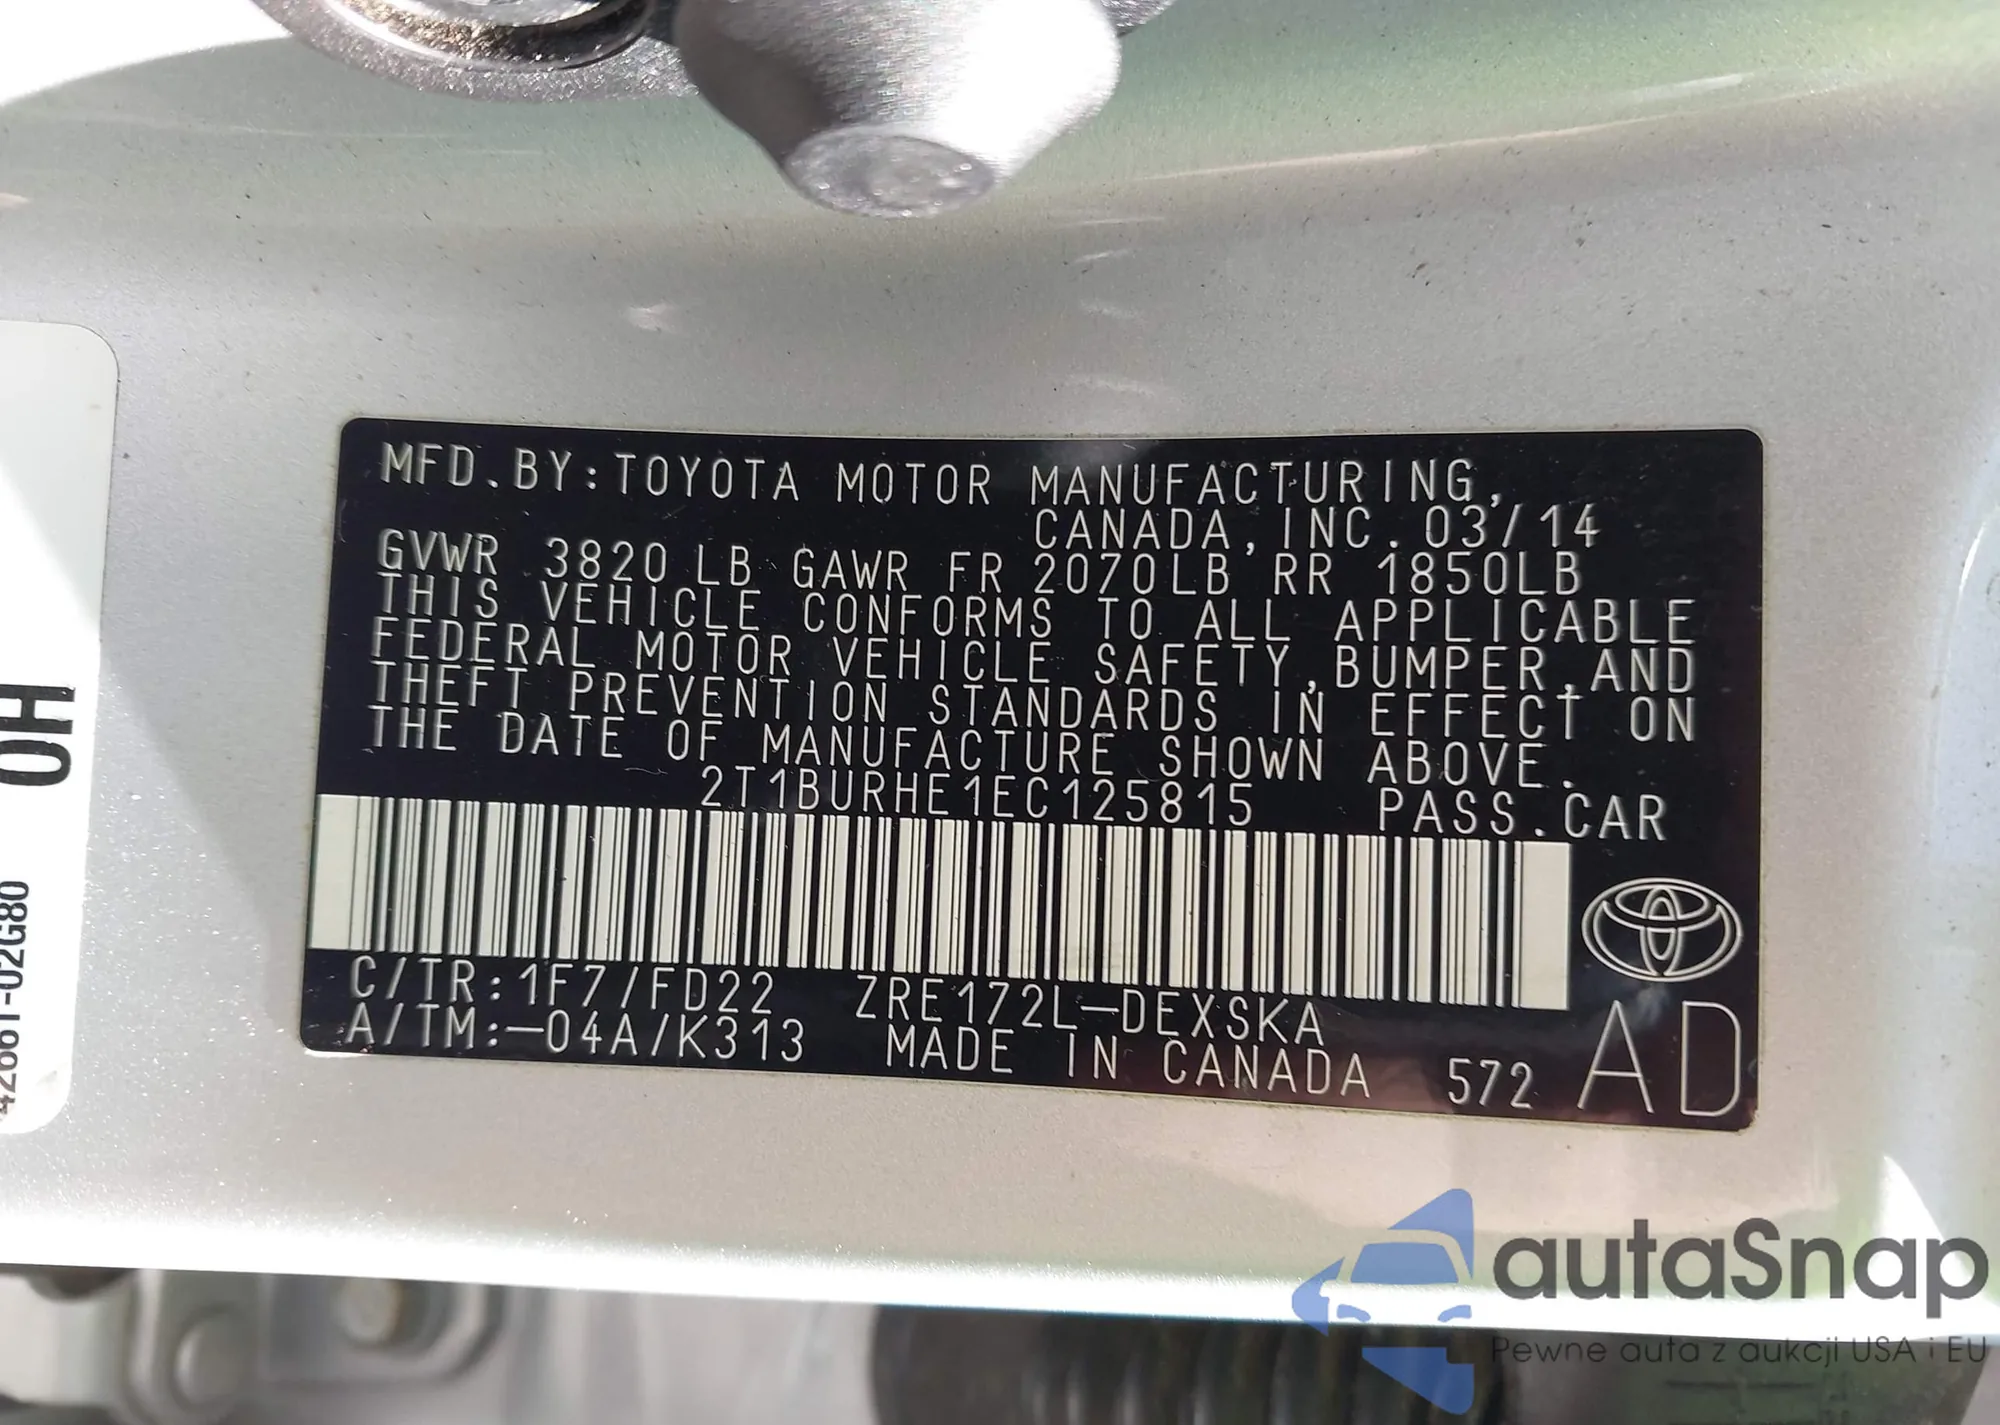 MFD.BY:TOYOTA MOTOR MANUFACTURING,
CANADA,INC.03/14
GVWR 3820 LB GAWR FR 2070LB RR 1850LB
THIS VEHICLE CONFORMS TO ALL APPLICABLE
FEDERAL MOTOR VEHICLE SAFETY,BUMPER,AND
THEFT PREVENTION STANDARDS IN EFFECT ON
THE DATE OF MANUFACTURE SHOWN ABOVE.
2T1BURHE1EC125815 PASS.CAR
C/TR:1F7/FD22 ZRE172L-DEXSKA
A/TM:-04A/K313 MADE IN CANADA 572 AD
OH
42661-02G80
autaSnap
Pewne auta z aukcji USA i EU